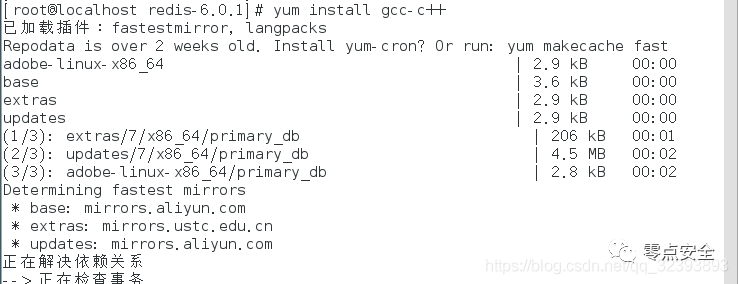 [root@localhost redis-6.0.1]# yum install gcc-c++
已加载插件：fastestmirror, langpacks
Repodata is over 2 weeks old. Install yum-cron? Or run: yum makecache fast
adobe-linux-x86_64 | 2.9 kB 00:00
base | 3.6 kB 00:00
extras | 2.9 kB 00:00
updates | 2.9 kB 00:00
(1/3): extras/7/x86_64/primary_db | 206 kB 00:01
(2/3): updates/7/x86_64/primary_db | 4.5 MB 00:02
(3/3): adobe-linux-x86_64/primary_db | 2.8 kB 00:02
Determining fastest mirrors
* base: mirrors.aliyun.com
* extras: mirrors.ustc.edu.cn
* updates: mirrors.aliyun.com
正在解决依赖关系
--> 正在检查事务
零点安全
https://blog.csdn.net/qq_32393893